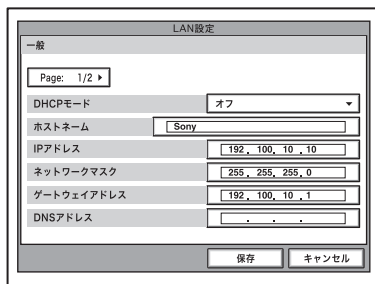 LAN設定
一般
Page: 1/2 ▶
DHCPモード オフ ▼
ホストネーム Sony
IPアドレス 192 . 100 . 10 . 10
ネットワークマスク 255 . 255 . 255 . 0
ゲートウェイアドレス 192 . 100 . 10 . 1
DNSアドレス . . .
保存 キャンセル